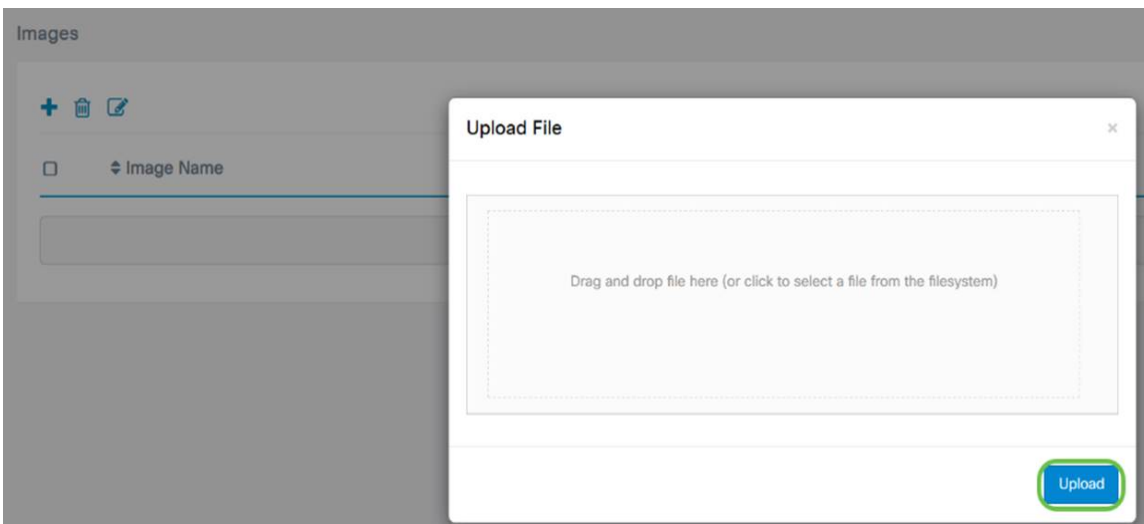 Images
Upload File
Image Name
Drag and drop file here (or click to select a file from the filesystem)
Upload